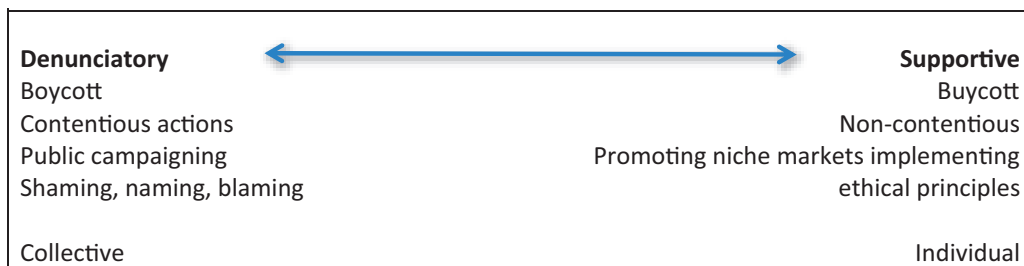 Denunciatory Supportive
Boycott Buycott
Contentious actions Non-contentious
Public campaigning Promoting niche markets implementing
Shaming, naming, blaming ethical principles
Collective Individual